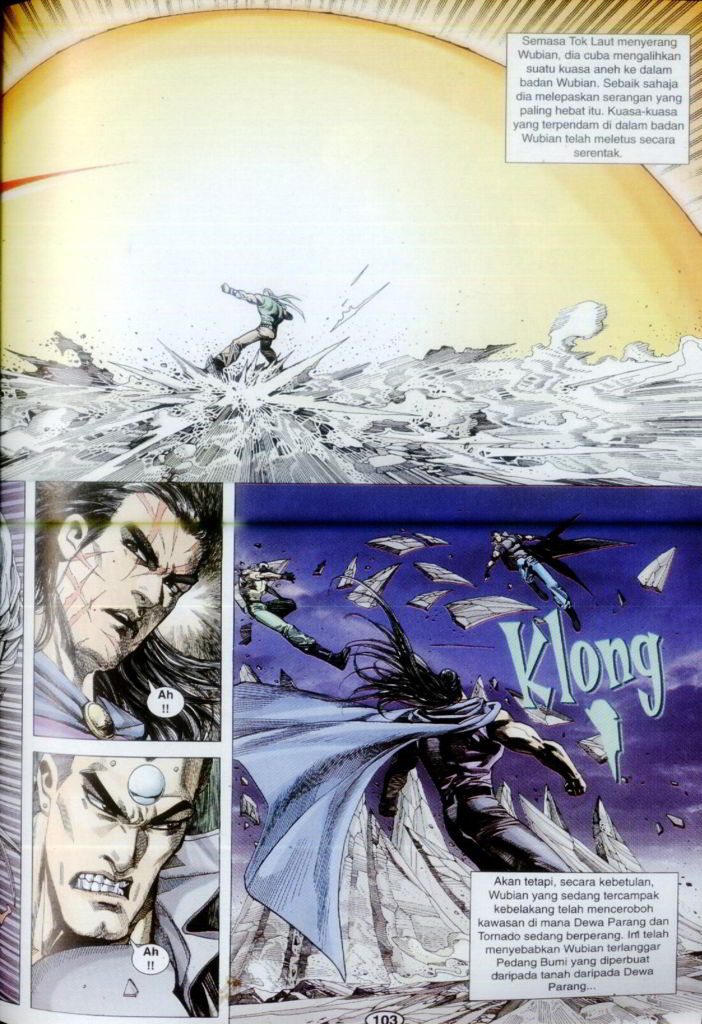 Semasa Tok Laut menyerang
Wubian, dia cuba mengalihkan
suatu kuasa aneh ke dalam
badan Wubian. Sebaik sahaja
dia melepaskan serangan yang
paling hebat itu. Kuasa-kuasa
yang terpendam di dalam badan
Wubian telah meletus secara
serentak.
Ah
!!
Klong
!
Ah
!!
Akan tetapi, secara kebetulan,
Wubian yang sedang tercampak
kebelakang telah menceroboh
kawasan di mana Dewa Parang dan
Tornado sedang berperang. Ini telah
menyebabkan Wubian terlanggar
Pedang Bumi yang diperbuat
daripada tanah daripada Dewa
Parang...
103